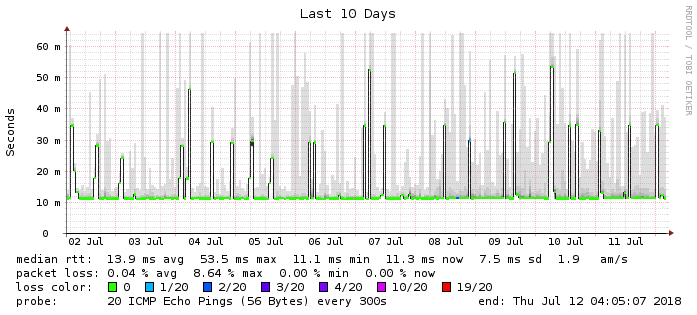 Last 10 Days
RRDTOOL / TOBI OETIKER
Seconds
60 m
50 m
40 m
30 m
20 m
10 m
0
02 Jul 03 Jul 04 Jul 05 Jul 06 Jul 07 Jul 08 Jul 09 Jul 10 Jul 11 Jul
median rtt: 13.9 ms avg 53.5 ms max 11.1 ms min 11.3 ms now 7.5 ms sd 1.9 am/s
packet loss: 0.04 % avg 8.64 % max 0.00 % min 0.00 % now
loss color: 0 1/20 2/20 3/20 4/20 10/20 19/20
probe: 20 ICMP Echo Pings (56 Bytes) every 300s end: Thu Jul 12 04:05:07 2018